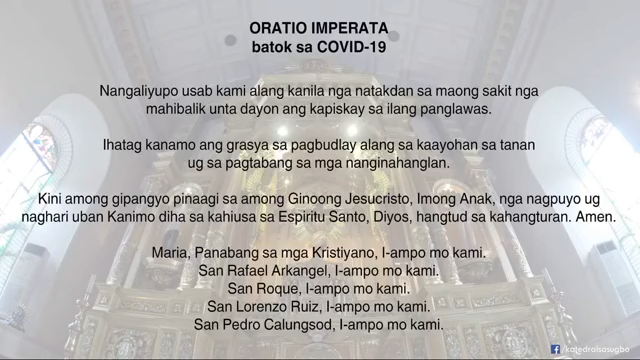 ORATIO IMPERATA
batok sa COVID-19
Nangaliyupo usab kami alang kanila nga natakdan sa maong sakit nga
mahibalik unta dayon ang kapiskay sa ilang panglawas.
Ihatag kanamo ang grasya sa pagbudlay alang sa kaayohan sa tanan
ug sa pagtabang sa mga nanginahanglan.
Kini among gipangyo pinaagi sa among Ginoong Jesucristo, Imong Anak, nga nagpuyo ug
naghari uban Kanimo diha sa kahiusa sa Espiritu Santo, Diyos, hangtud sa kahangturan. Amen.
Maria, Panabang sa mga Kristiyano, I-ampo mo kami.
San Rafael Arkangel, I-ampo mo kami.
San Roque, I-ampo mo kami.
San Lorenzo Ruiz, I-ampo mo kami.
San Pedro Calungsod, I-ampo mo kami.
f /katedralsasugbo